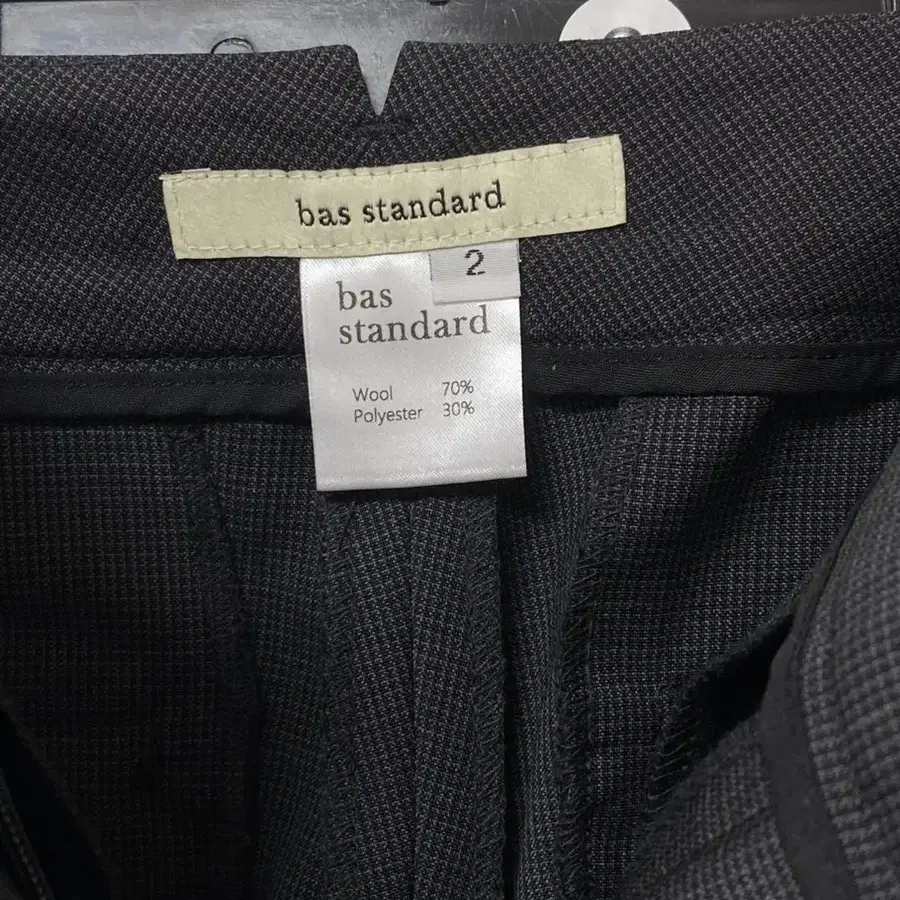 bas standard
2
bas
standard
Wool 70%
Polyester 30%